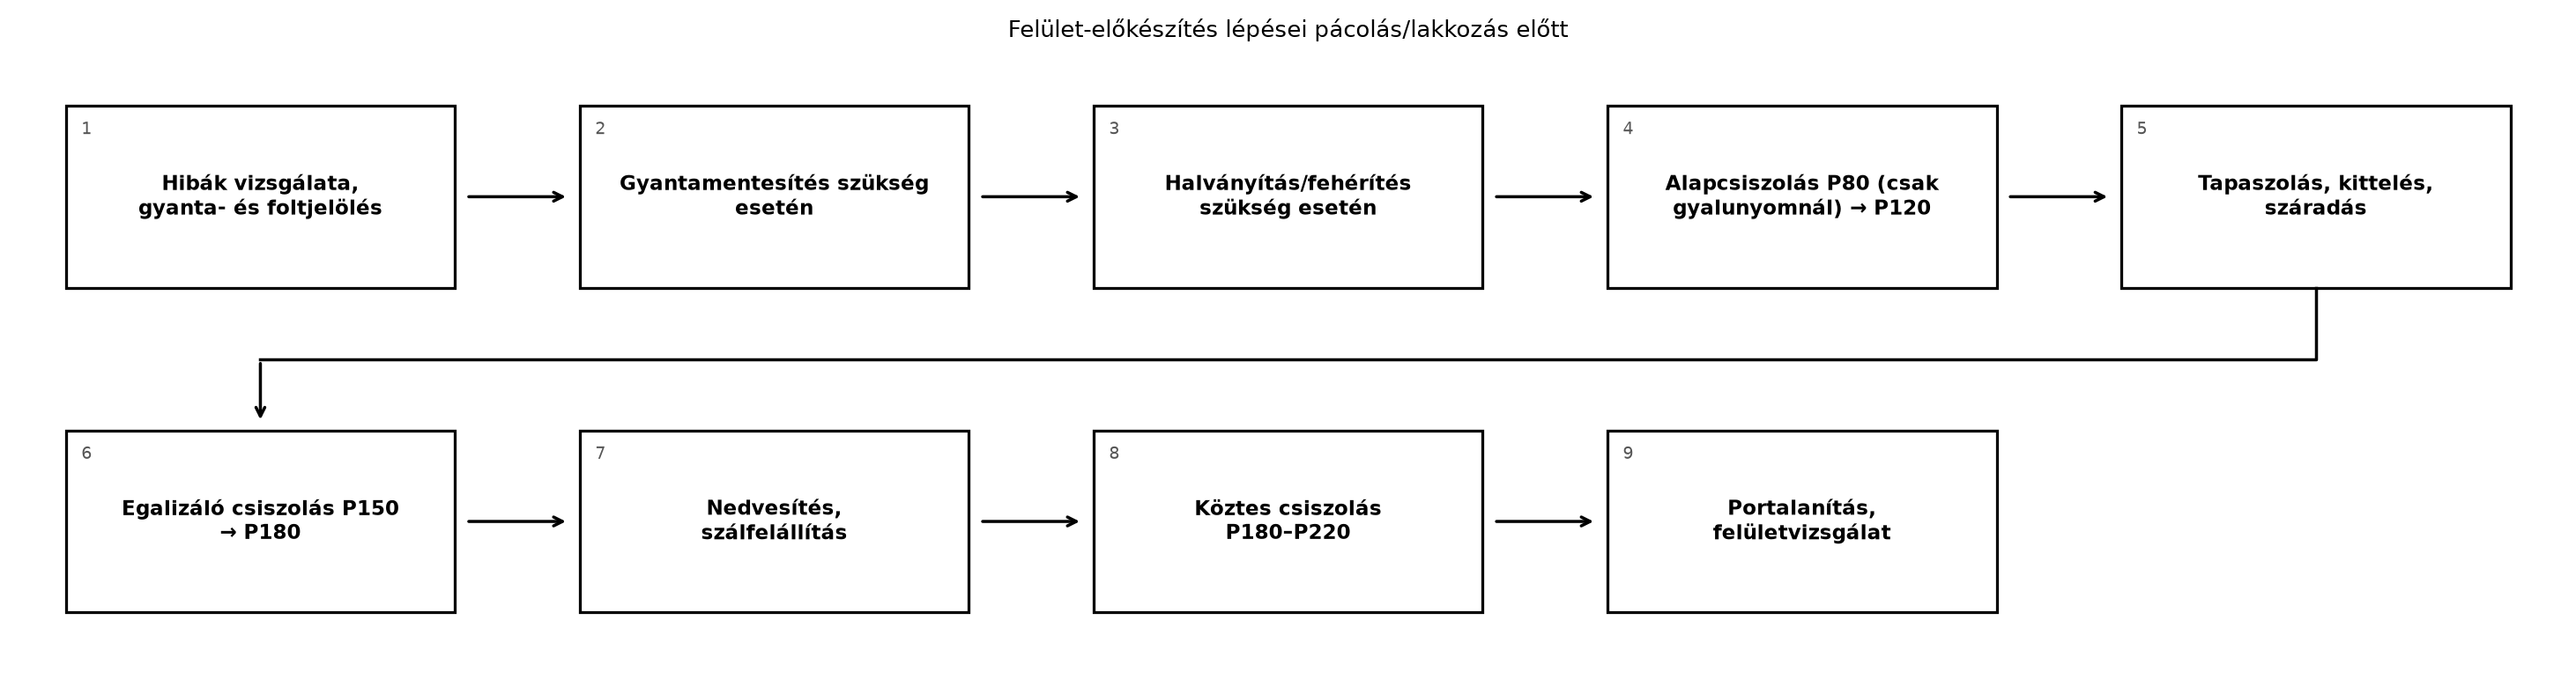 Felület-előkészítés lépései pácolás/lakkozás előtt
1
Hibák vizsgálata,
gyanta- és foltjelölés
2
Gyantamentesítés szükség
esetén
3
Halványítás/fehérítés
szükség esetén
4
Alapcsiszolás P80 (csak
gyalunyomnál) → P120
5
Tapaszolás, kittelés,
száradás
6
Egalizáló csiszolás P150
→ P180
7
Nedvesítés,
szálfelállítás
8
Köztes csiszolás
P180–P220
9
Portalanítás,
felületvizsgálat